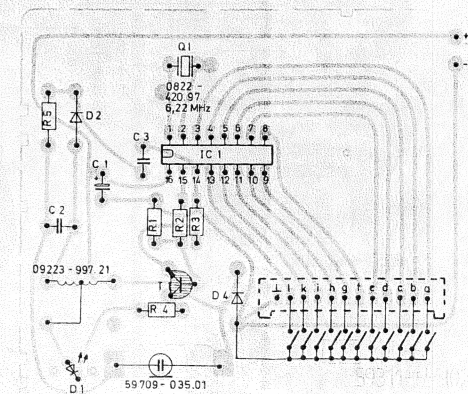 +
-
Q1
0822 -
420.97
6,22 MHz
R5
D2
C3
1 2 3 4 5 6 7 8
IC 1
16 15 14 13 12 11 10 9
C1
+
C2
R1
R2
R3
09223-997.21
T
R4
D4
⊥ l k i h g f e d c b a
D1
59709-035.01